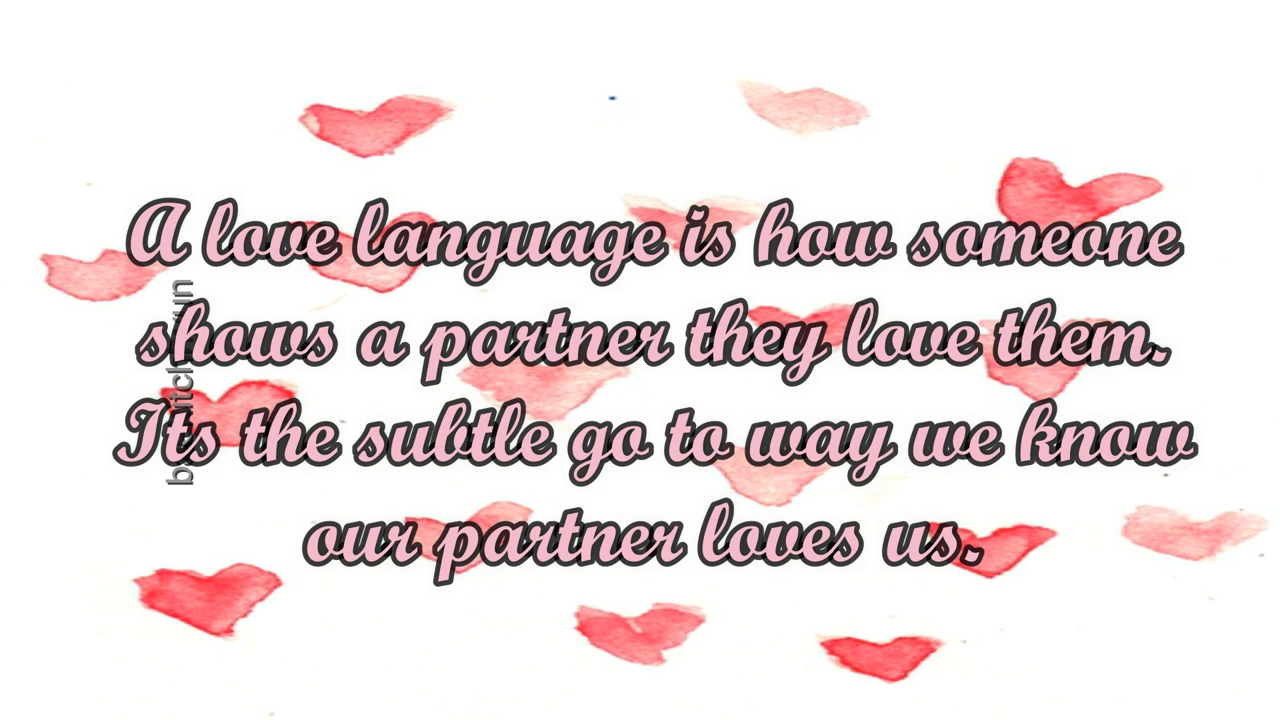 A love language is how someone
shows a partner they love them.
Its the subtle go to way we know
our partner loves us.